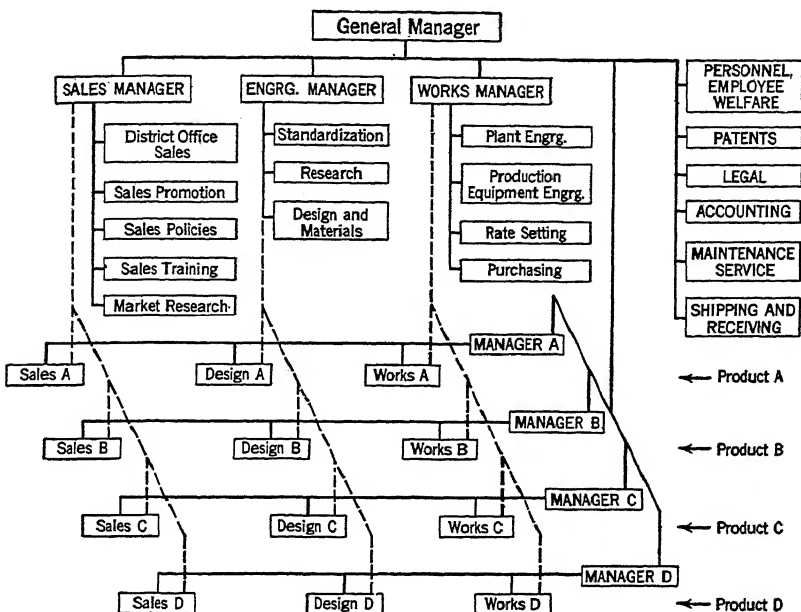 General Manager
SALES MANAGER
ENGRG. MANAGER
WORKS MANAGER
PERSONNEL,
EMPLOYEE
WELFARE
PATENTS
LEGAL
ACCOUNTING
MAINTENANCE
SERVICE
SHIPPING AND
RECEIVING
District Office
Sales
Sales Promotion
Sales Policies
Sales Training
Market Research
Standardization
Research
Design and
Materials
Plant Engrg.
Production
Equipment Engrg.
Rate Setting
Purchasing
MANAGER A
Sales A
Design A
Works A
Product A
MANAGER B
Sales B
Design B
Works B
Product B
MANAGER C
Sales C
Design C
Works C
Product C
MANAGER D
Sales D
Design D
Works D
Product D